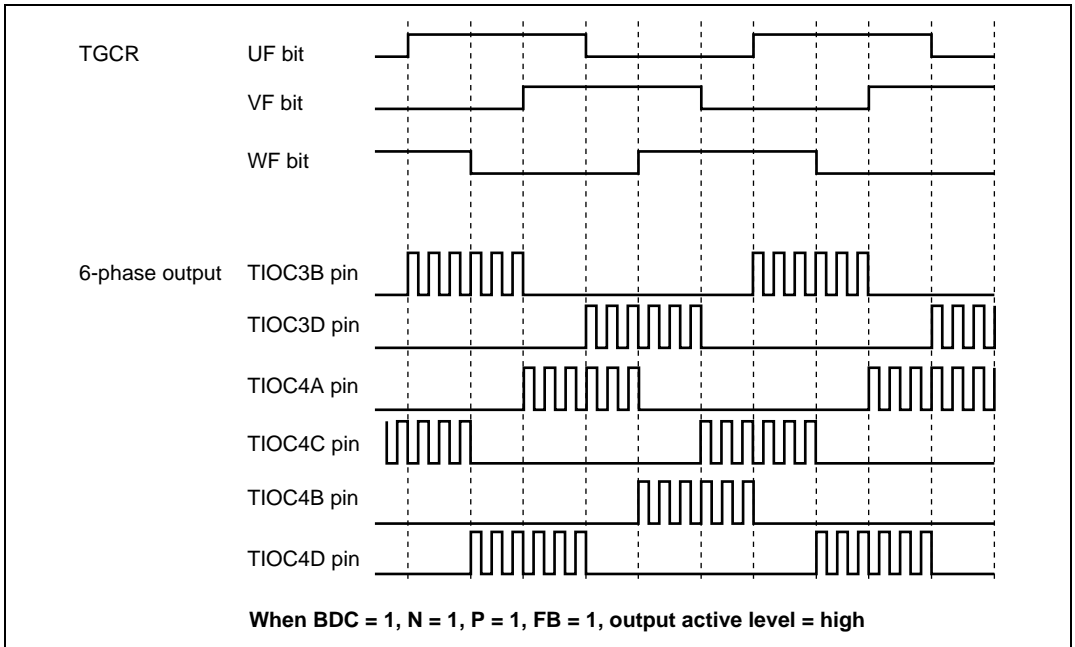 TGCR UF bit
VF bit
WF bit
6-phase output TIOC3B pin
TIOC3D pin
TIOC4A pin
TIOC4C pin
TIOC4B pin
TIOC4D pin
When BDC = 1, N = 1, P = 1, FB = 1, output active level = high